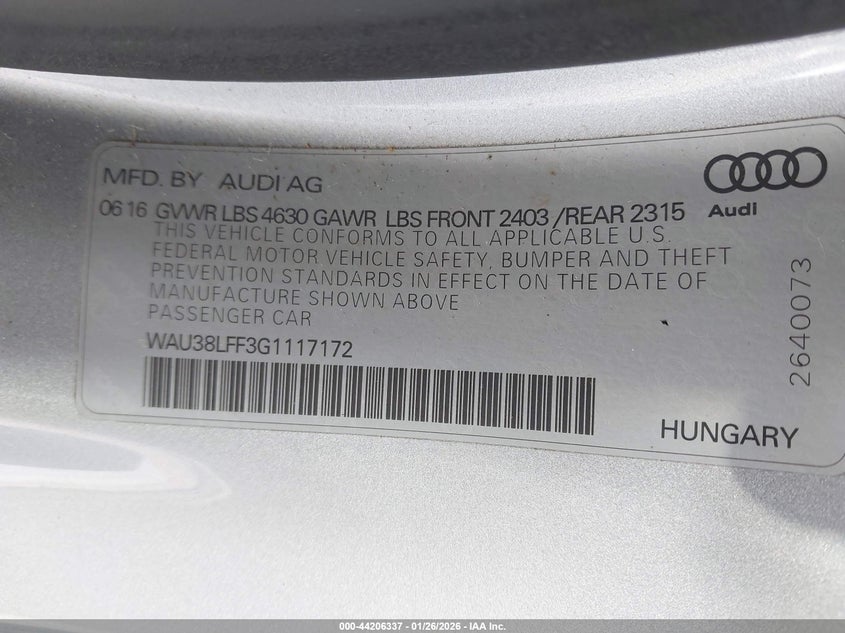 MFD. BY AUDI AG
0616 GVWR LBS 4630 GAWR LBS FRONT 2403 /REAR 2315
Audi
THIS VEHICLE CONFORMS TO ALL APPLICABLE U.S.
FEDERAL MOTOR VEHICLE SAFETY, BUMPER AND THEFT
PREVENTION STANDARDS IN EFFECT ON THE DATE OF
MANUFACTURE SHOWN ABOVE
PASSENGER CAR
WAU38LFF3G1117172
2640073
HUNGARY
000-44206337 - 01/26/2026 - IAA Inc.